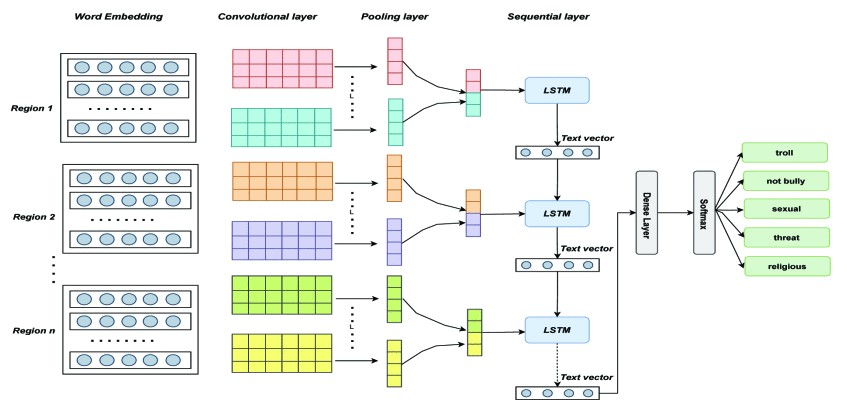 Word Embedding
Convolutional layer
Pooling layer
Sequential layer
Region 1
LSTM
Text vector
Region 2
LSTM
Text vector
Region n
LSTM
Text vector
Dense Layer
Softmax
troll
not bully
sexual
threat
religious